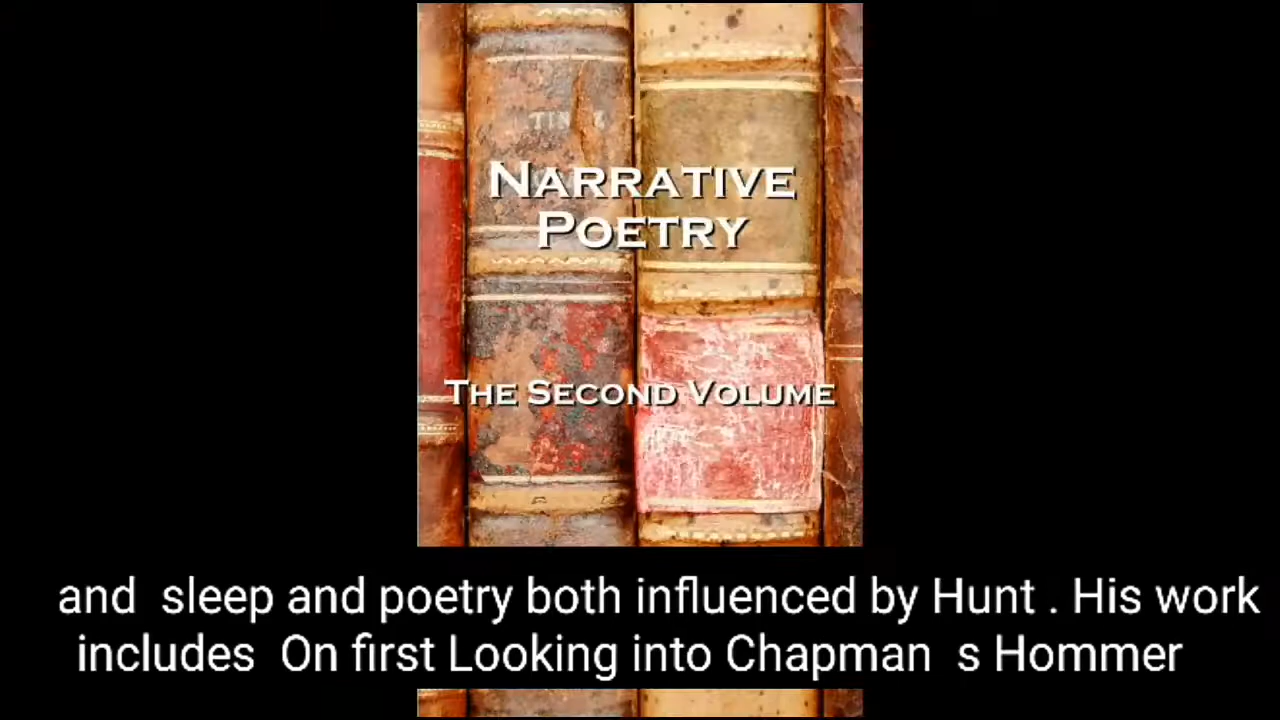 NARRATIVE
POETRY
THE SECOND VOLUME
and sleep and poetry both influenced by Hunt . His work
includes On first Looking into Chapman s Hommer